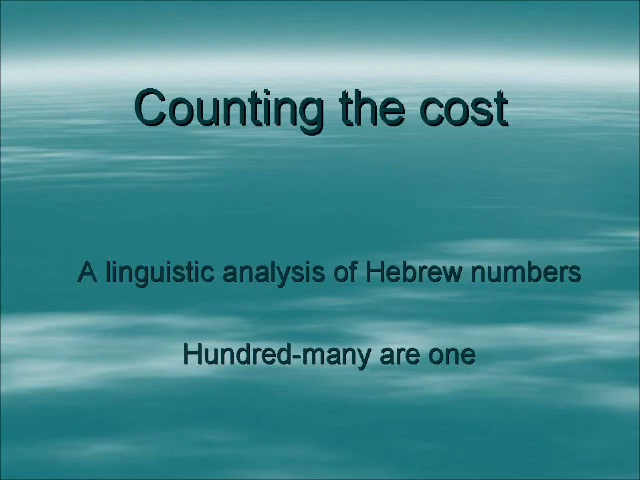 Counting the cost
A linguistic analysis of Hebrew numbers
Hundred-many are one